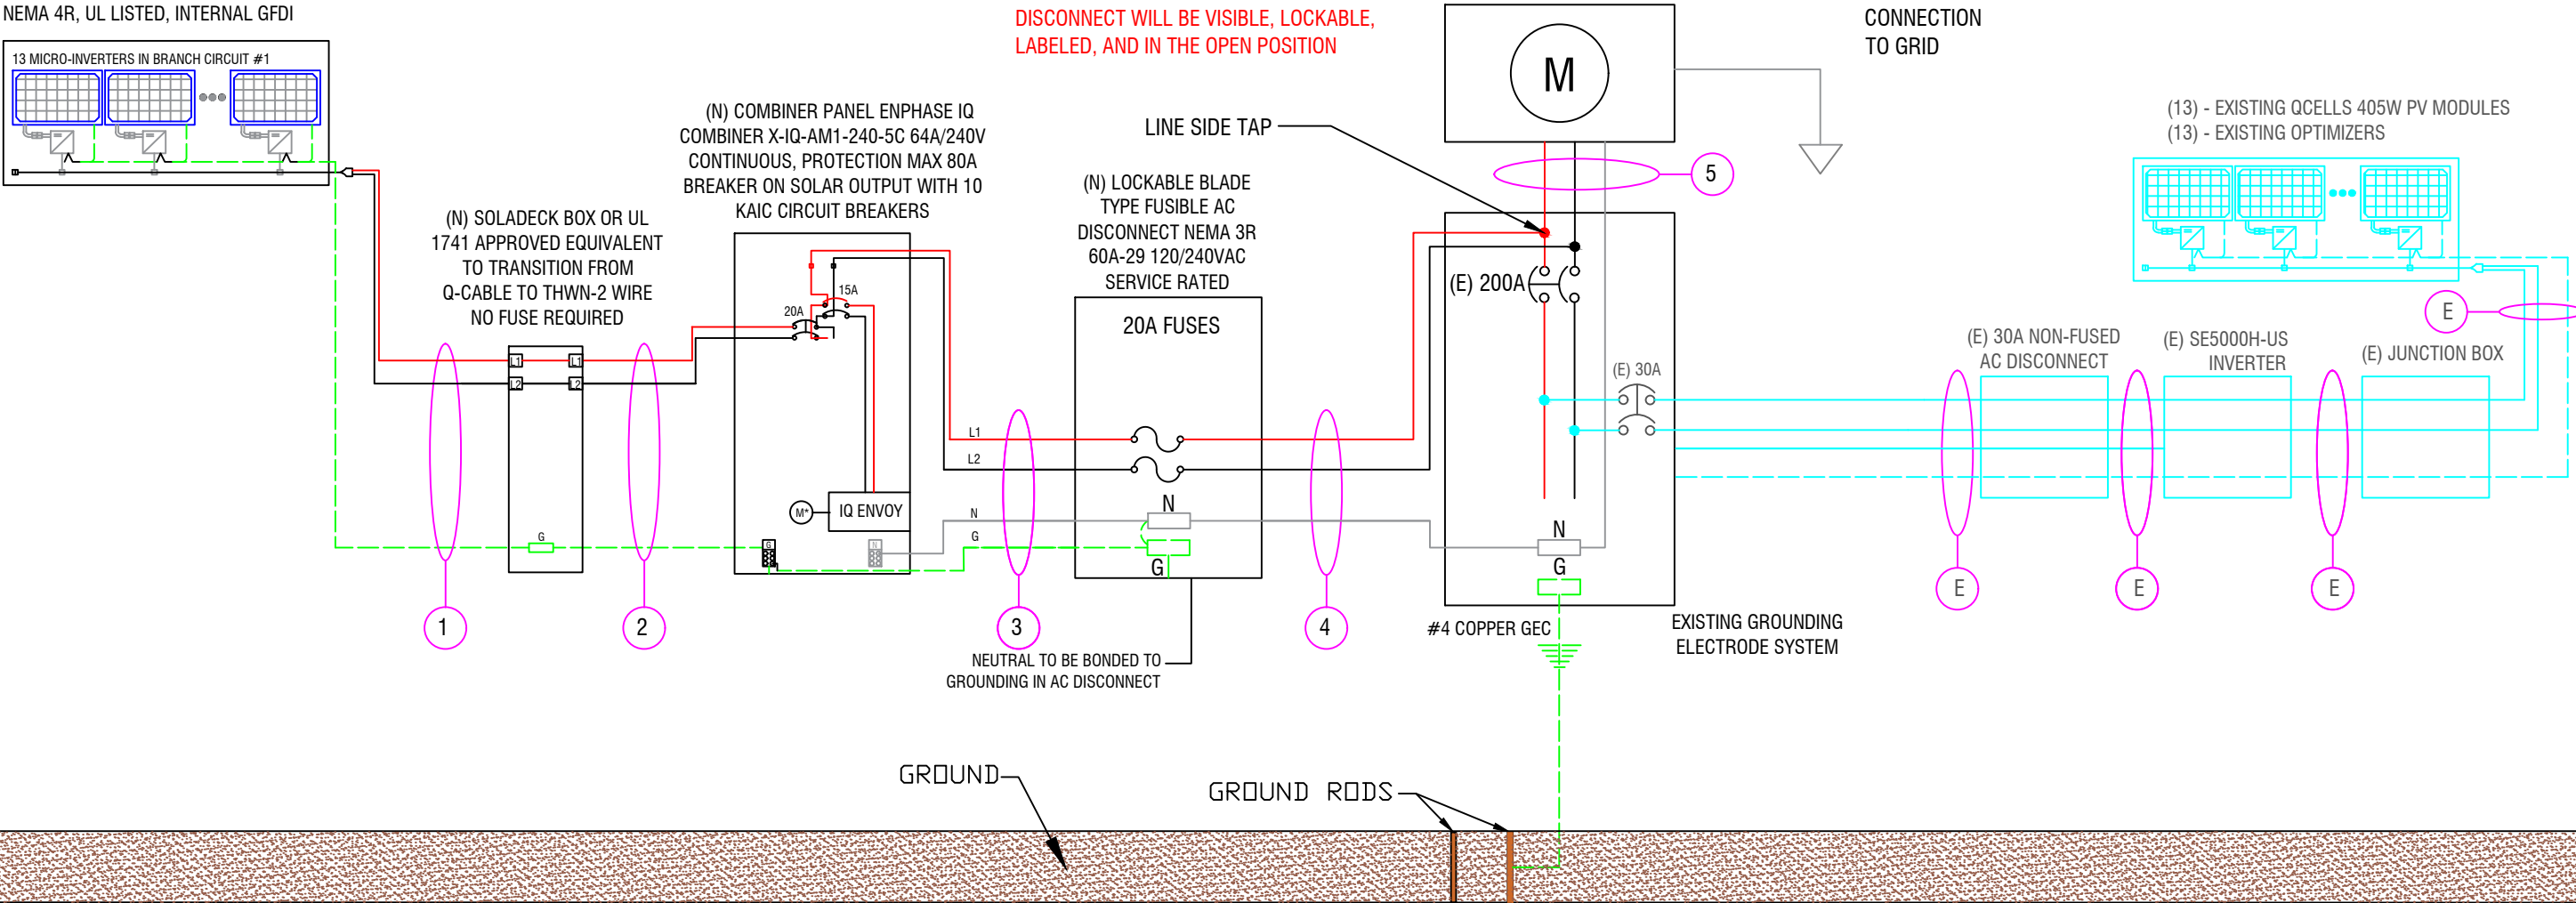 NEMA 4R, UL LISTED, INTERNAL GFDI
13 MICRO-INVERTERS IN BRANCH CIRCUIT #1
(N) SOLADECK BOX OR UL
1741 APPROVED EQUIVALENT
TO TRANSITION FROM
Q-CABLE TO THWN-2 WIRE
NO FUSE REQUIRED
L1
L1
L2
L2
G
1
2
(N) COMBINER PANEL ENPHASE IQ
COMBINER X-IQ-AM1-240-5C 64A/240V
CONTINUOUS, PROTECTION MAX 80A
BREAKER ON SOLAR OUTPUT WITH 10
KAIC CIRCUIT BREAKERS
15A
20A
M*
IQ ENVOY
G
N
L1
L2
N
G
3
DISCONNECT WILL BE VISIBLE, LOCKABLE,
LABELED, AND IN THE OPEN POSITION
LINE SIDE TAP
(N) LOCKABLE BLADE
TYPE FUSIBLE AC
DISCONNECT NEMA 3R
60A-29 120/240VAC
SERVICE RATED
20A FUSES
N
G
NEUTRAL TO BE BONDED TO
GROUNDING IN AC DISCONNECT
4
M
5
(E) 200A
(E) 30A
N
G
#4 COPPER GEC
EXISTING GROUNDING
ELECTRODE SYSTEM
CONNECTION
TO GRID
(13) - EXISTING QCELLS 405W PV MODULES
(13) - EXISTING OPTIMIZERS
E
(E) 30A NON-FUSED
AC DISCONNECT
(E) SE5000H-US
INVERTER
(E) JUNCTION BOX
E
E
E
GROUND
GROUND RODS